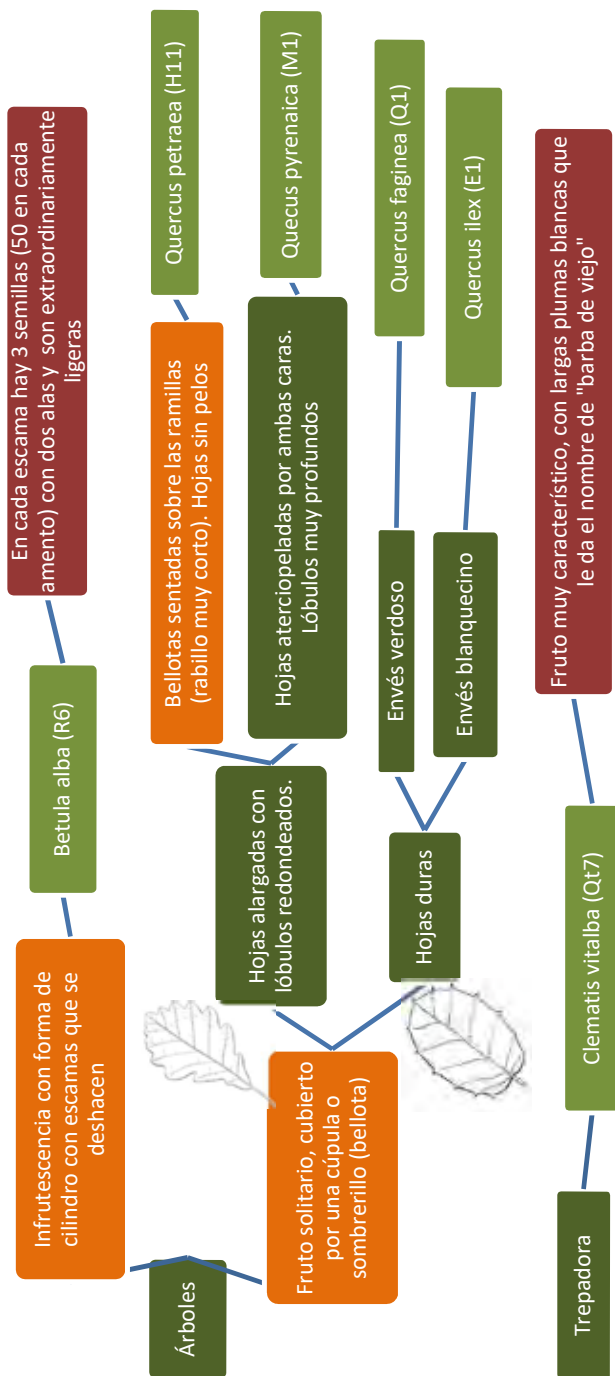 Árboles
Infrutescencia con forma de
cilindro con escamas que se
deshacen
Betula alba (R6)
En cada escama hay 3 semillas (50 en cada
amento) con dos alas y son extraordinariamente
ligeras
Fruto solitario, cubierto
por una cúpula o
sombrerillo (bellota)
Hojas alargadas con
lóbulos redondeados.
Bellotas sentadas sobre las ramillas
(rabillo muy corto). Hojas sin pelos
Quercus petraea (H11)
Hojas aterciopeladas por ambas caras.
Lóbulos muy profundos
Quecus pyrenaica (M1)
Hojas duras
Envés verdoso
Quercus faginea (Q1)
Envés blanquecino
Quercus ilex (E1)
Trepadora
Clematis vitalba (Qt7)
Fruto muy característico, con largas plumas blancas que
le da el nombre de "barba de viejo"